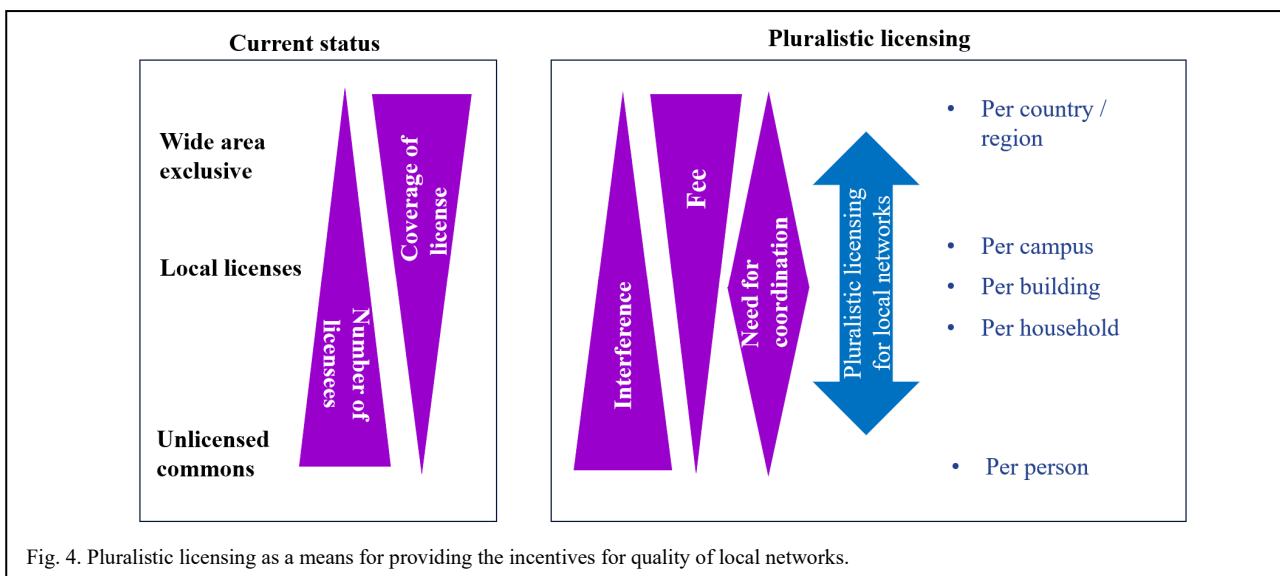 Current status
Pluralistic licensing
Wide area
exclusive
Local licenses
Unlicensed
commons
Number of
licensees
Coverage of
license
Interference
Fee
Need for
coordination
Pluralistic licensing
for local networks
• Per country /
region
• Per campus
• Per building
• Per household
• Per person
Fig. 4. Pluralistic licensing as a means for providing the incentives for quality of local networks.